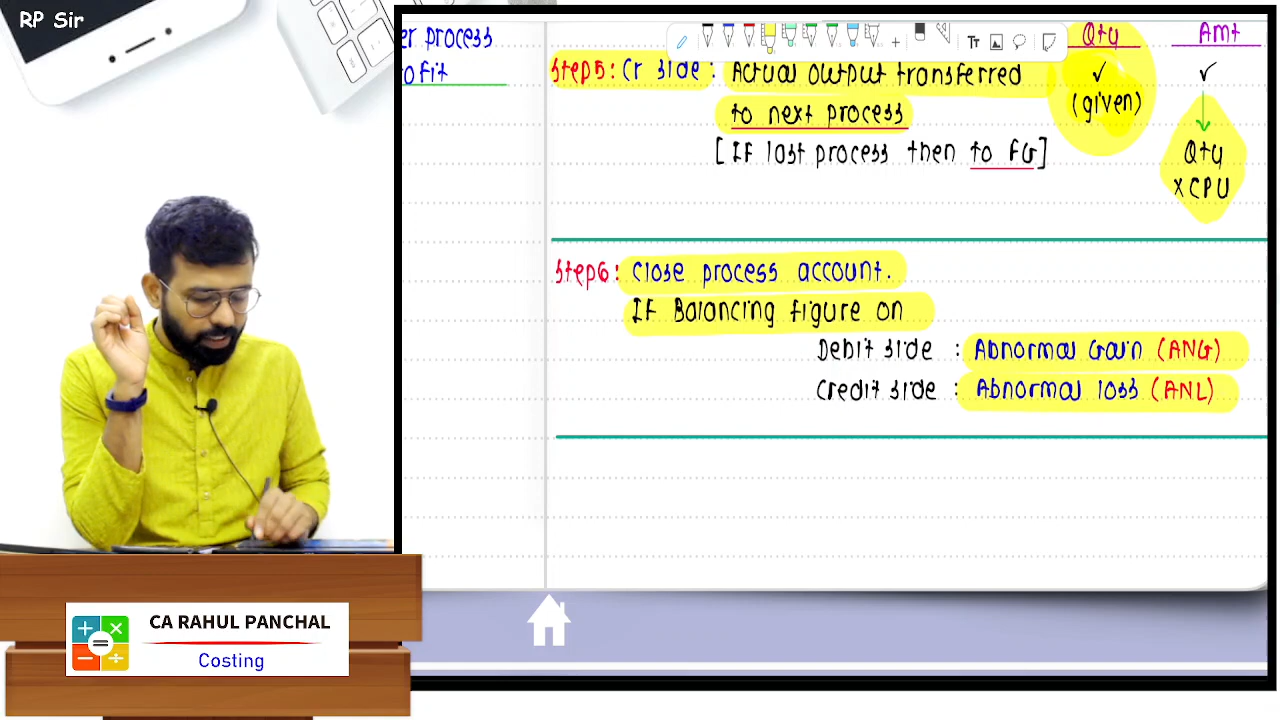 RP Sir
er process
ofit
Qty
Amt
Step5: Cr side: Actual output transferred
✓
✓
to next process
(given)
[If last process then to FG]
Qty
x CPU
Step6: Close process account.
If Balancing figure on
Debit side : Abnormal Gain (ANG)
Credit side : Abnormal loss (ANL)
TT
CA RAHUL PANCHAL
Costing